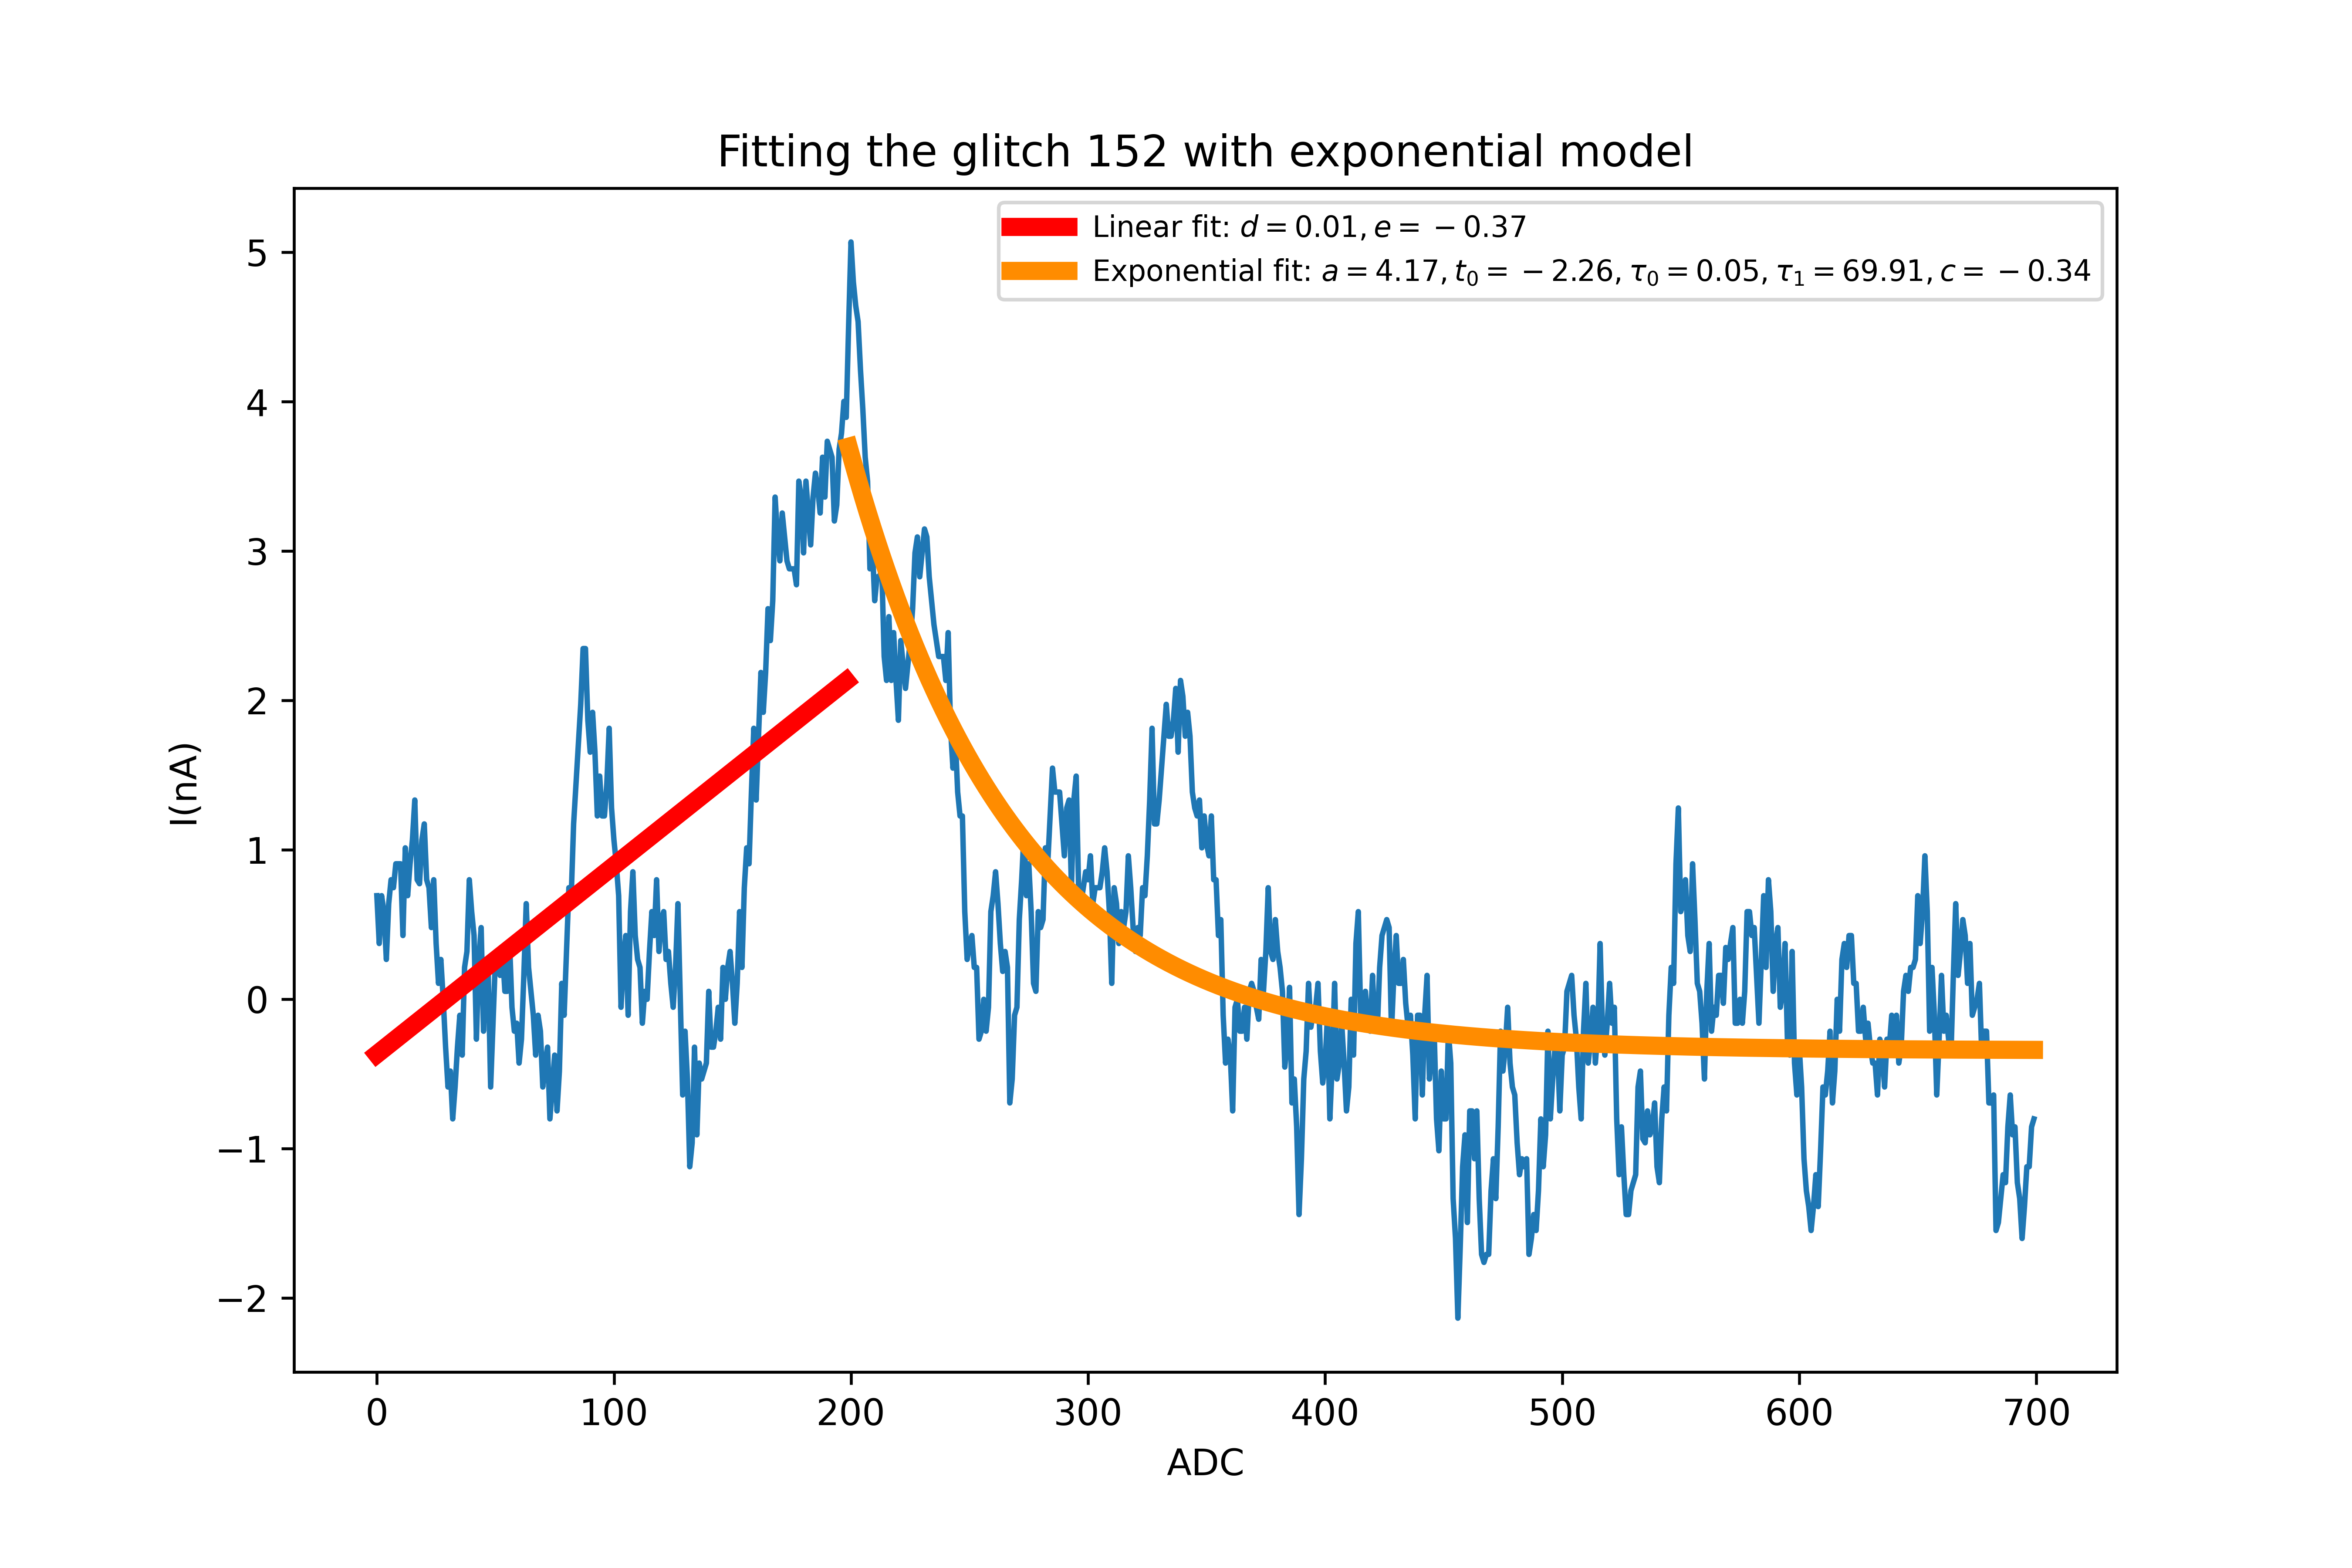 Fitting the glitch 152 with exponential model
Linear fit: d = 0.01, e = −0.37
Exponential fit: a = 4.17, t₀ = −2.26, τ₀ = 0.05, τ₁ = 69.91, c = −0.34
5
4
3
2
1
0
−1
−2
I(nA)
0 100 200 300 400 500 600 700
ADC